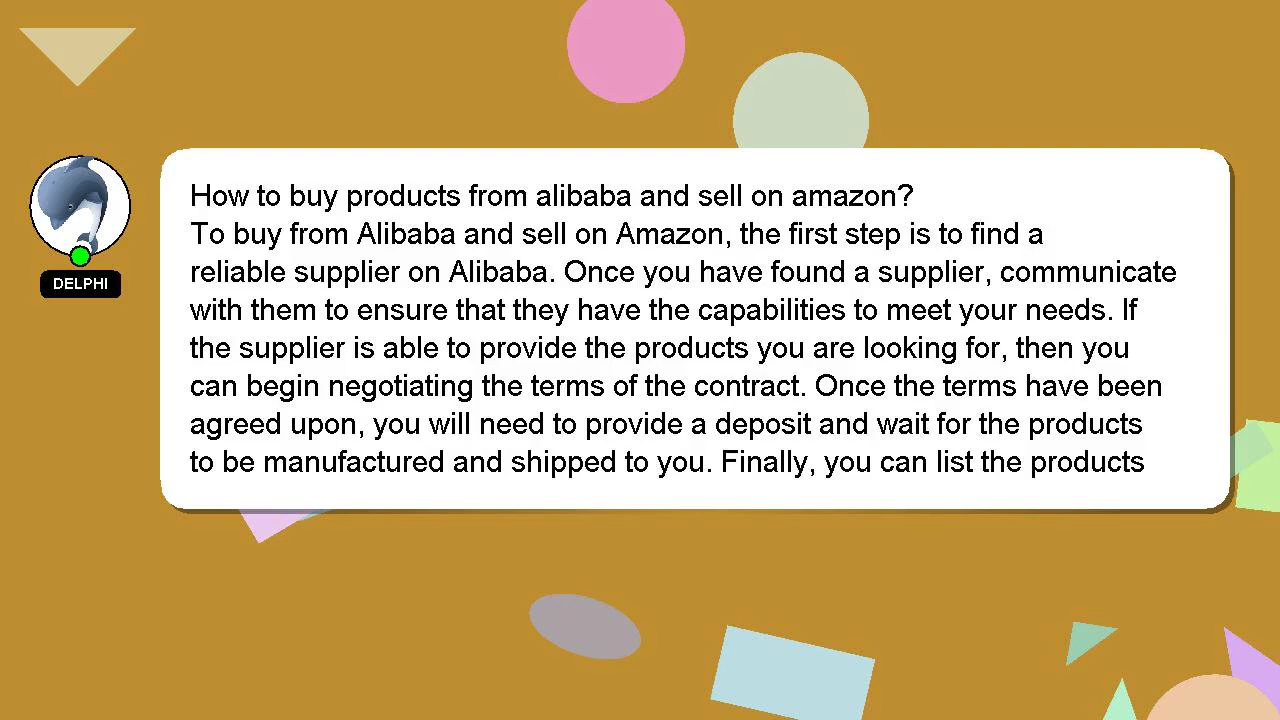 How to buy products from alibaba and sell on amazon?
To buy from Alibaba and sell on Amazon, the first step is to find a
reliable supplier on Alibaba. Once you have found a supplier, communicate
with them to ensure that they have the capabilities to meet your needs. If
the supplier is able to provide the products you are looking for, then you
can begin negotiating the terms of the contract. Once the terms have been
agreed upon, you will need to provide a deposit and wait for the products
to be manufactured and shipped to you. Finally, you can list the products
DELPHI